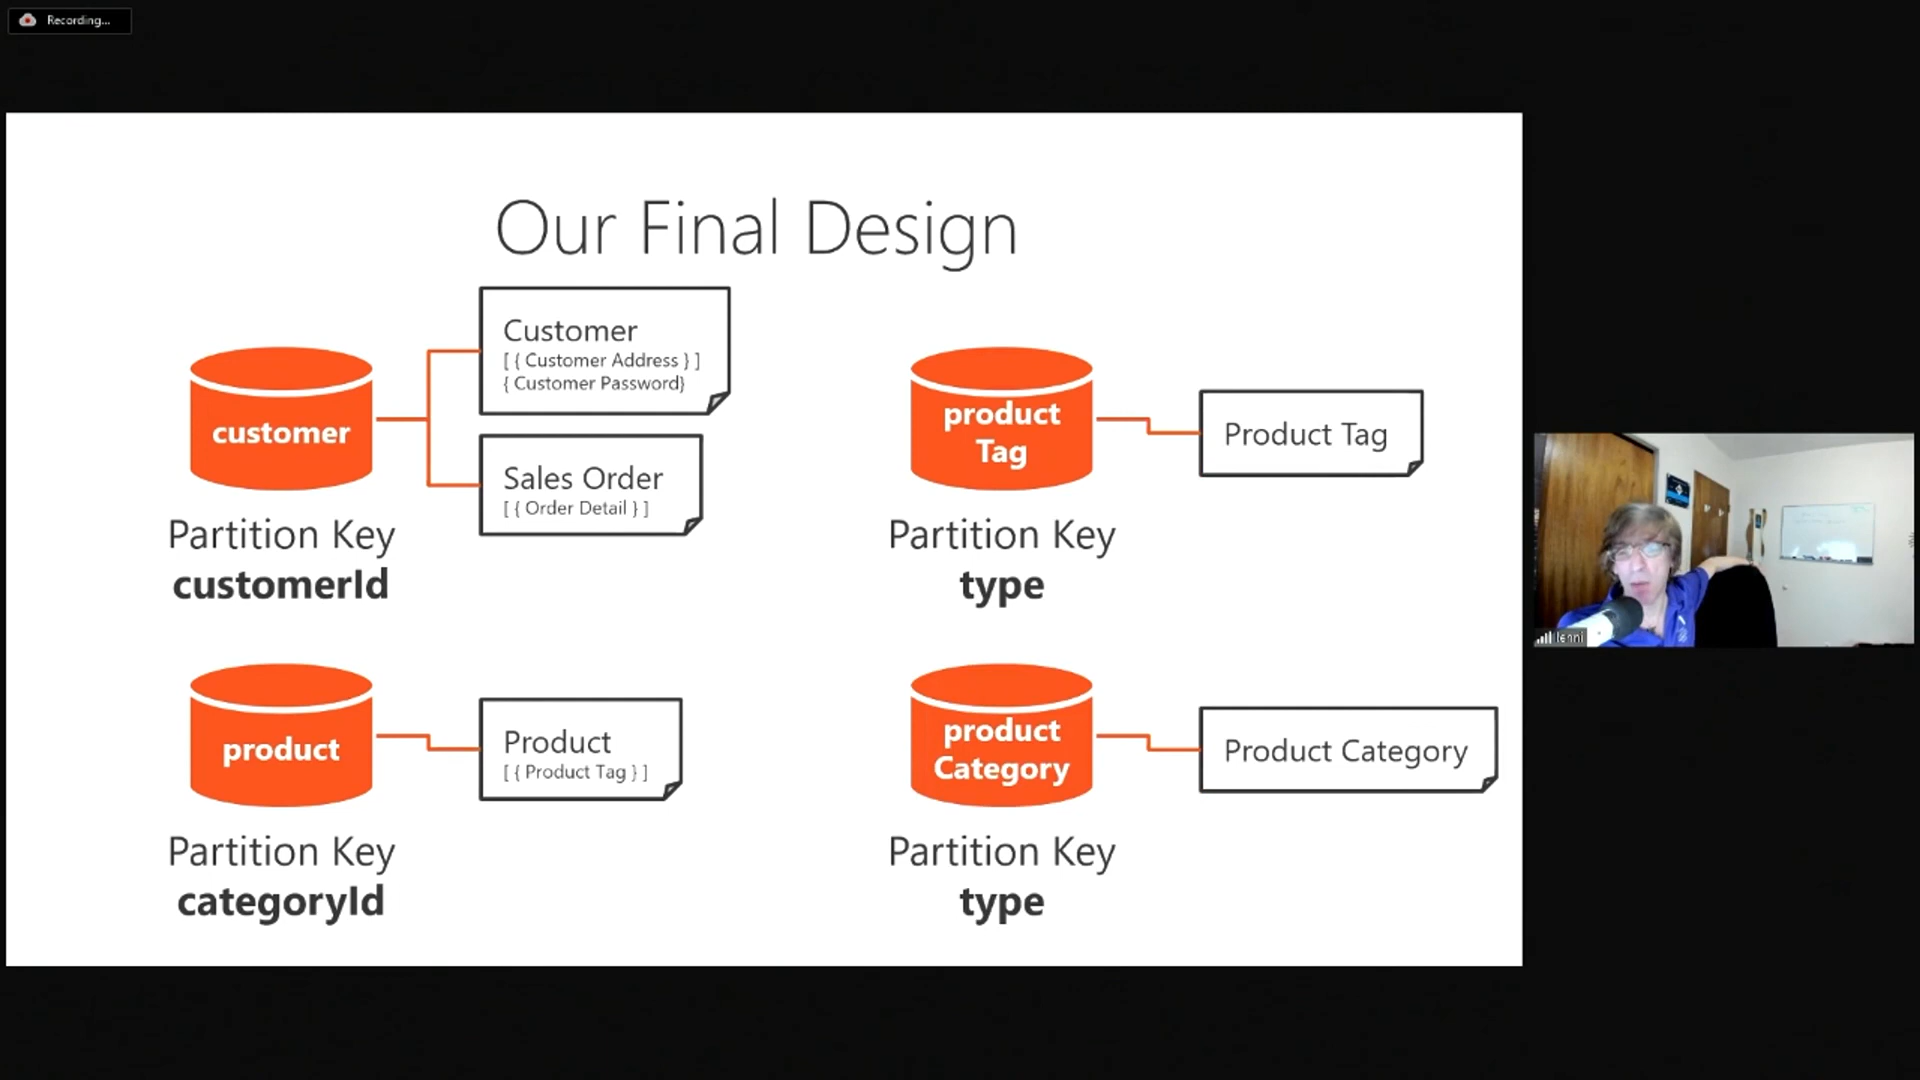 Recording...
Our Final Design
customer
Partition Key
customerId
Customer
[ { Customer Address } ]
{ Customer Password}
Sales Order
[ { Order Detail } ]
product
Tag
Partition Key
type
Product Tag
product
Partition Key
categoryId
Product
[ { Product Tag } ]
product
Category
Partition Key
type
Product Category
lenni